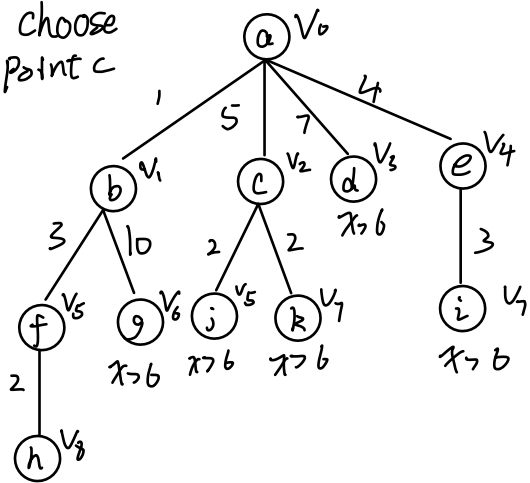 choose
point c
a V0
1 5 7 4
b V1 c V2 d V3 e V4
x>6
3 10 2 2 3
f V5 g V6 j V5 k V7 i V7
x>6 x>6 x>6 x>6
2
h V8